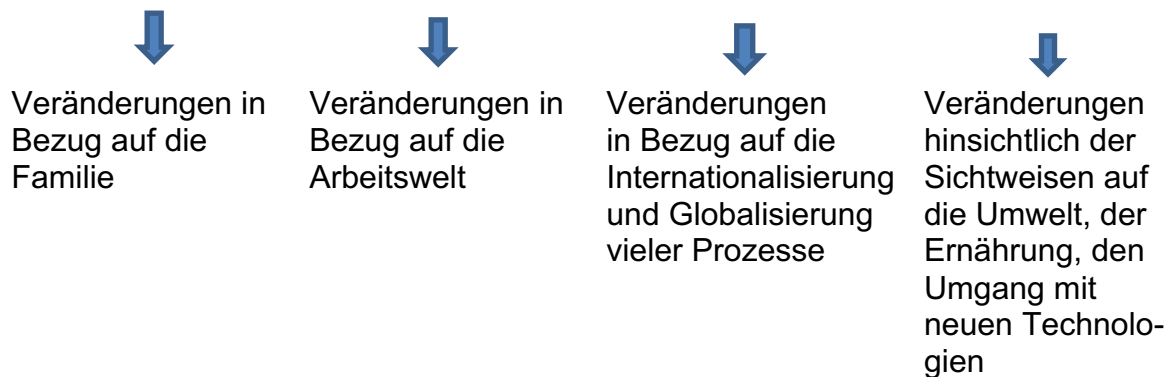 Veränderungen in
Bezug auf die
Familie
Veränderungen in
Bezug auf die
Arbeitswelt
Veränderungen
in Bezug auf die
Internationalisierung
und Globalisierung
vieler Prozesse
Veränderungen
hinsichtlich der
Sichtweisen auf
die Umwelt, der
Ernährung, den
Umgang mit
neuen Technolo-
gien